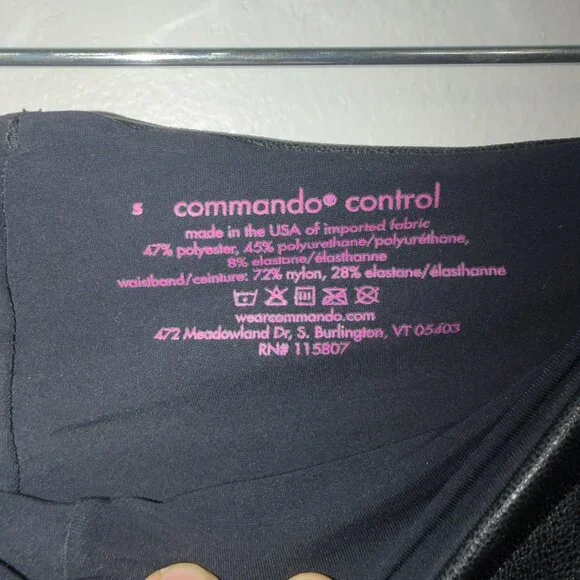 s commando® control
made in the USA of imported fabric
47% polyester, 45% polyurethane/polyuréthane,
8% elastane/élasthanne
waistband/ceinture: 72% nylon, 28% elastane/élasthanne
wearcommando.com
472 Meadowland Dr, S. Burlington, VT 05403
RN# 115807